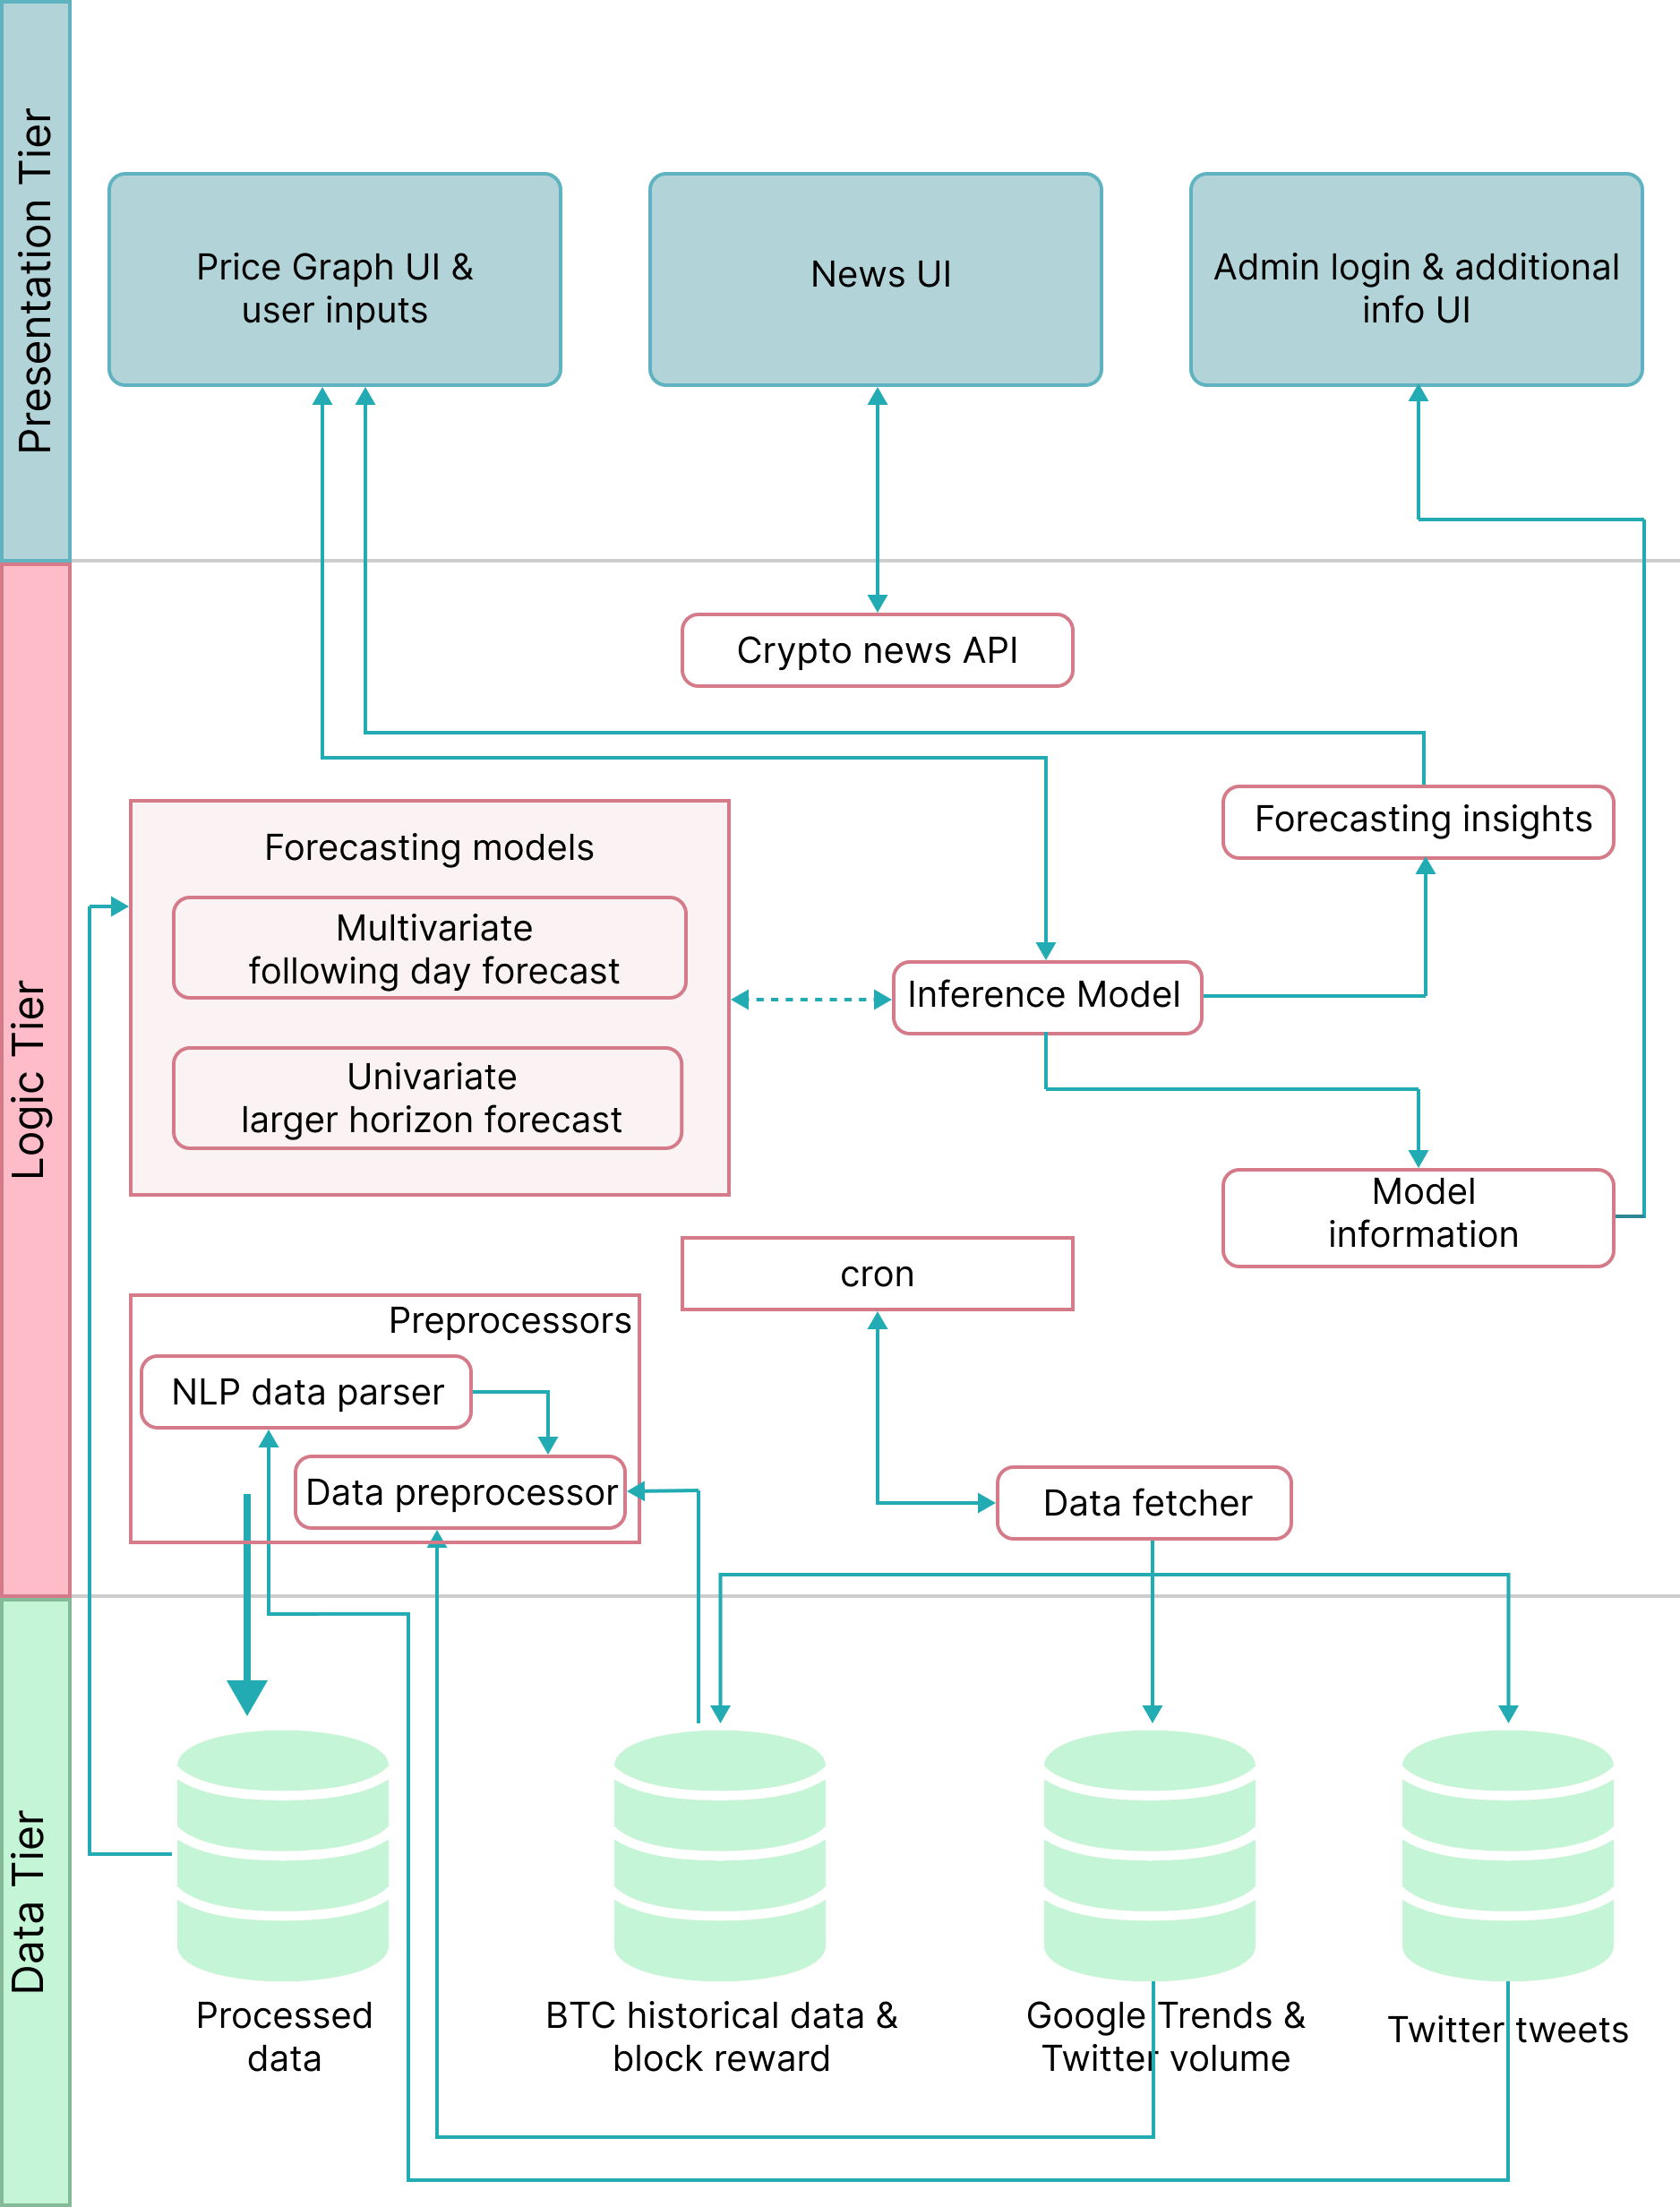 Presentation Tier
Price Graph UI &
user inputs
News UI
Admin login & additional
info UI
Logic Tier
Crypto news API
Forecasting insights
Forecasting models
Multivariate
following day forecast
Univariate
larger horizon forecast
Inference Model
Model
information
cron
Preprocessors
NLP data parser
Data preprocessor
Data fetcher
Data Tier
Processed
data
BTC historical data &
block reward
Google Trends &
Twitter volume
Twitter tweets